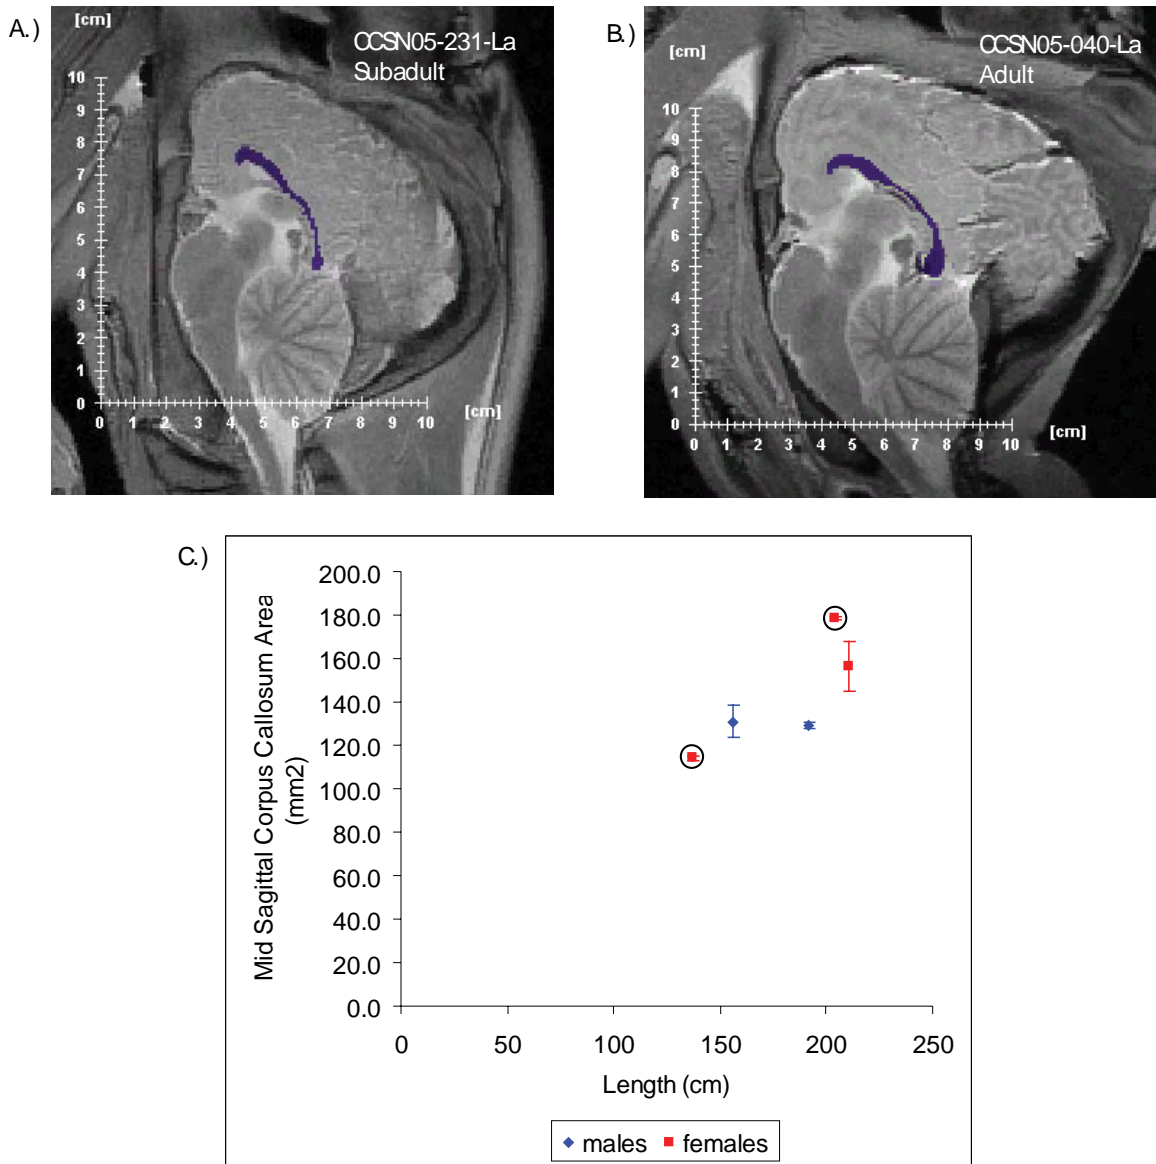 A.)
CCSN05-231-La
Subadult
[cm]
10
9
8
7
6
5
4
3
2
1
0
0 1 2 3 4 5 6 7 8 9 10
[cm]
B.)
CCSN05-040-La
Adult
[cm]
10
9
8
7
6
5
4
3
2
1
0
0 1 2 3 4 5 6 7 8 9 10
[cm]
C.)
Mid Sagittal Corpus Callosum Area
(mm2)
200.0
180.0
160.0
140.0
120.0
100.0
80.0
60.0
40.0
20.0
0.0
0 50 100 150 200 250
Length (cm)
males females